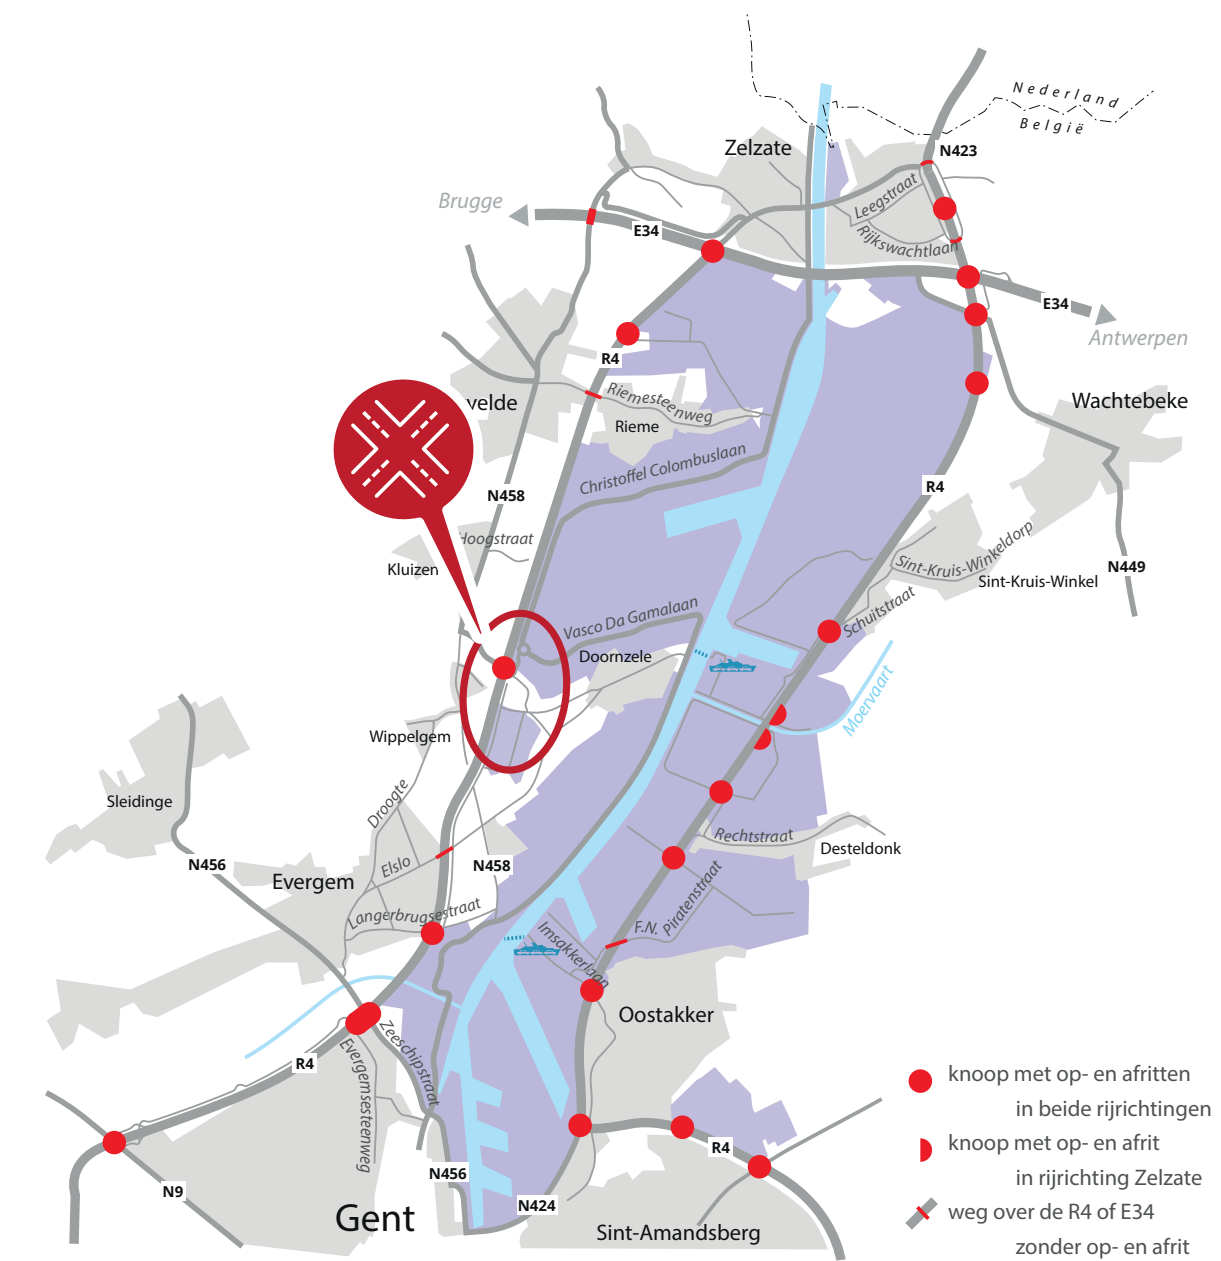 Nederland
België
N423
Zelzate
Leegstraat
Rijkswachtlaan
Brugge
E34
E34
Antwerpen
R4
velde
Riemesteenweg
Rieme
Wachtebeke
Christoffel Colombuslaan
R4
N458
Hoogstraat
Kluizen
Sint-Kruis-Winkeldorp
Sint-Kruis-Winkel
N449
Schuitstraat
Vasco Da Gamalaan
Doornzele
Moervaart
Wippelgem
Sleidinge
Droogte
Rechtstraat
Desteldonk
N456
Elslo
N458
Evergem
Langerbrugsestraat
F.N. Piratenstraat
Imsakkerlaan
Oostakker
Zeeschipstraat
Evergemsesteenweg
R4
R4
N9
N456
N424
Gent
Sint-Amandsberg
knoop met op- en afritten
in beide rijrichtingen
knoop met op- en afrit
in rijrichting Zelzate
weg over de R4 of E34
zonder op- en afrit